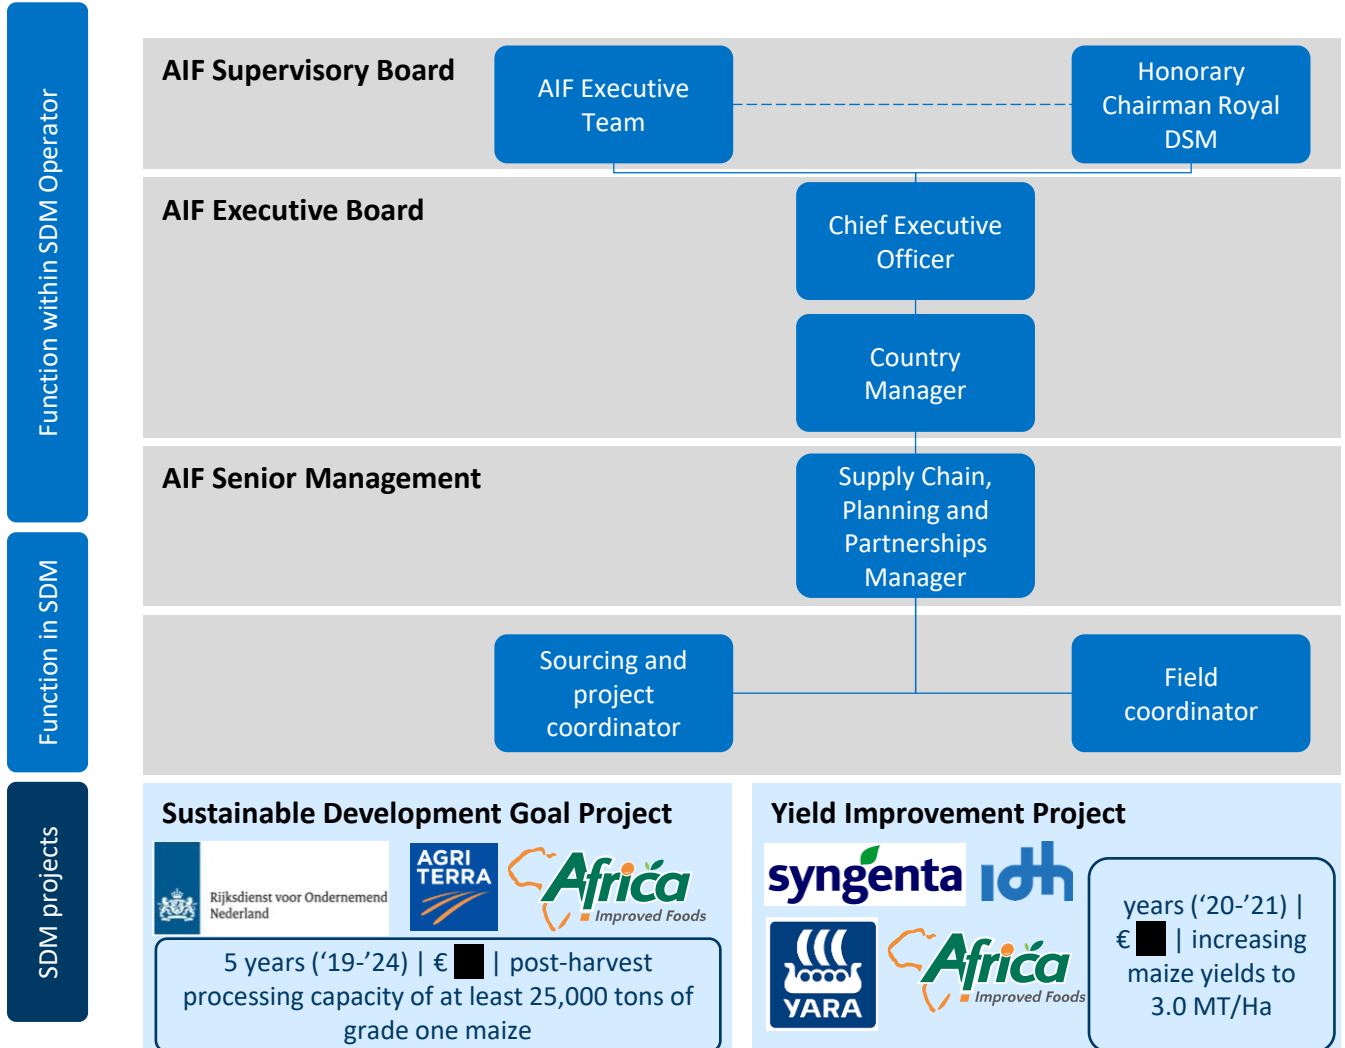 Function within SDM Operator
AIF Supervisory Board
AIF Executive
Team
Honorary
Chairman Royal
DSM
AIF Executive Board
Chief Executive
Officer
Country
Manager
AIF Senior Management
Supply Chain,
Planning and
Partnerships
Manager
Function in SDM
Sourcing and
project
coordinator
Field
coordinator
SDM projects
Sustainable Development Goal Project
Rijksdienst voor Ondernemend
Nederland
AGRI
TERRA
Africa
Improved Foods
5 years (‘19-’24) | € | post-harvest
processing capacity of at least 25,000 tons of
grade one maize
Yield Improvement Project
syngenta
idh
YARA
Africa
Improved Foods
years (‘20-’21) |
€ | increasing
maize yields to
3.0 MT/Ha